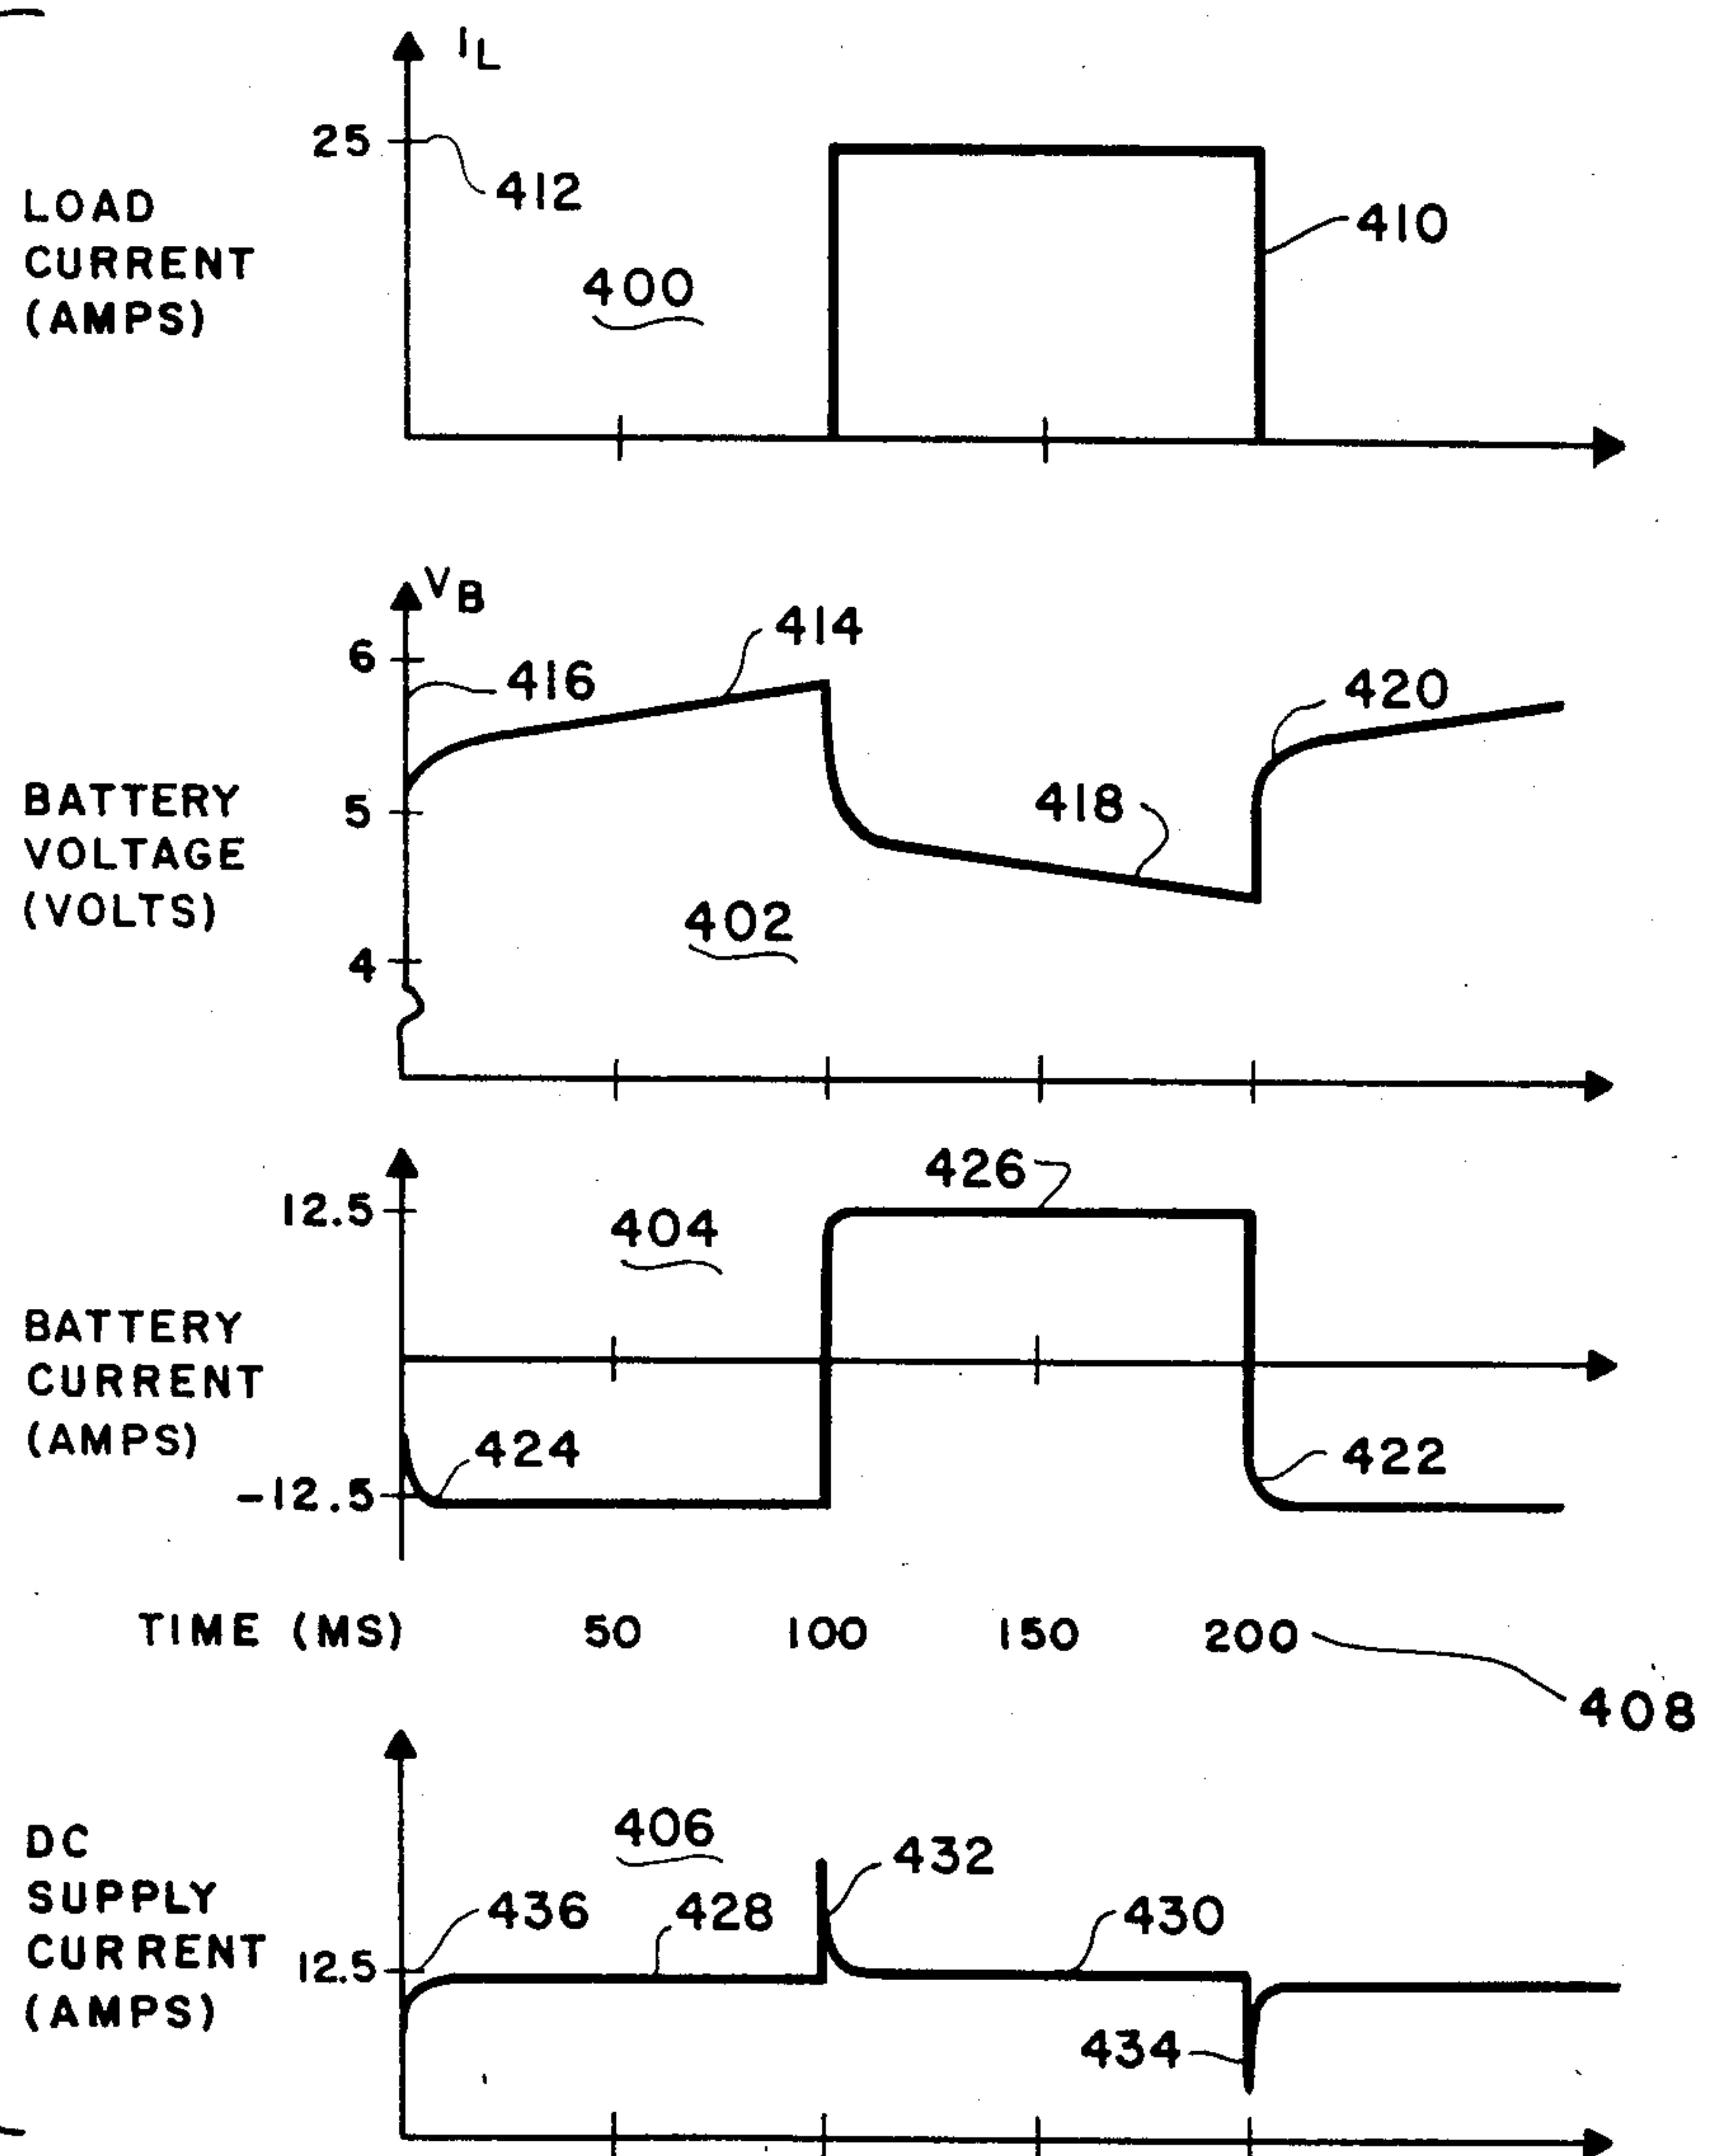 IL
25
412
LOAD
CURRENT
(AMPS)
410
400
VB
414
6
416
420
BATTERY
VOLTAGE
(VOLTS)
5
418
402
4
426
12.5
404
BATTERY
CURRENT
(AMPS)
424
422
-12.5
TIME (MS) 50 100 150 200
408
406
432
DC
SUPPLY
CURRENT
(AMPS)
436
428
430
12.5
434